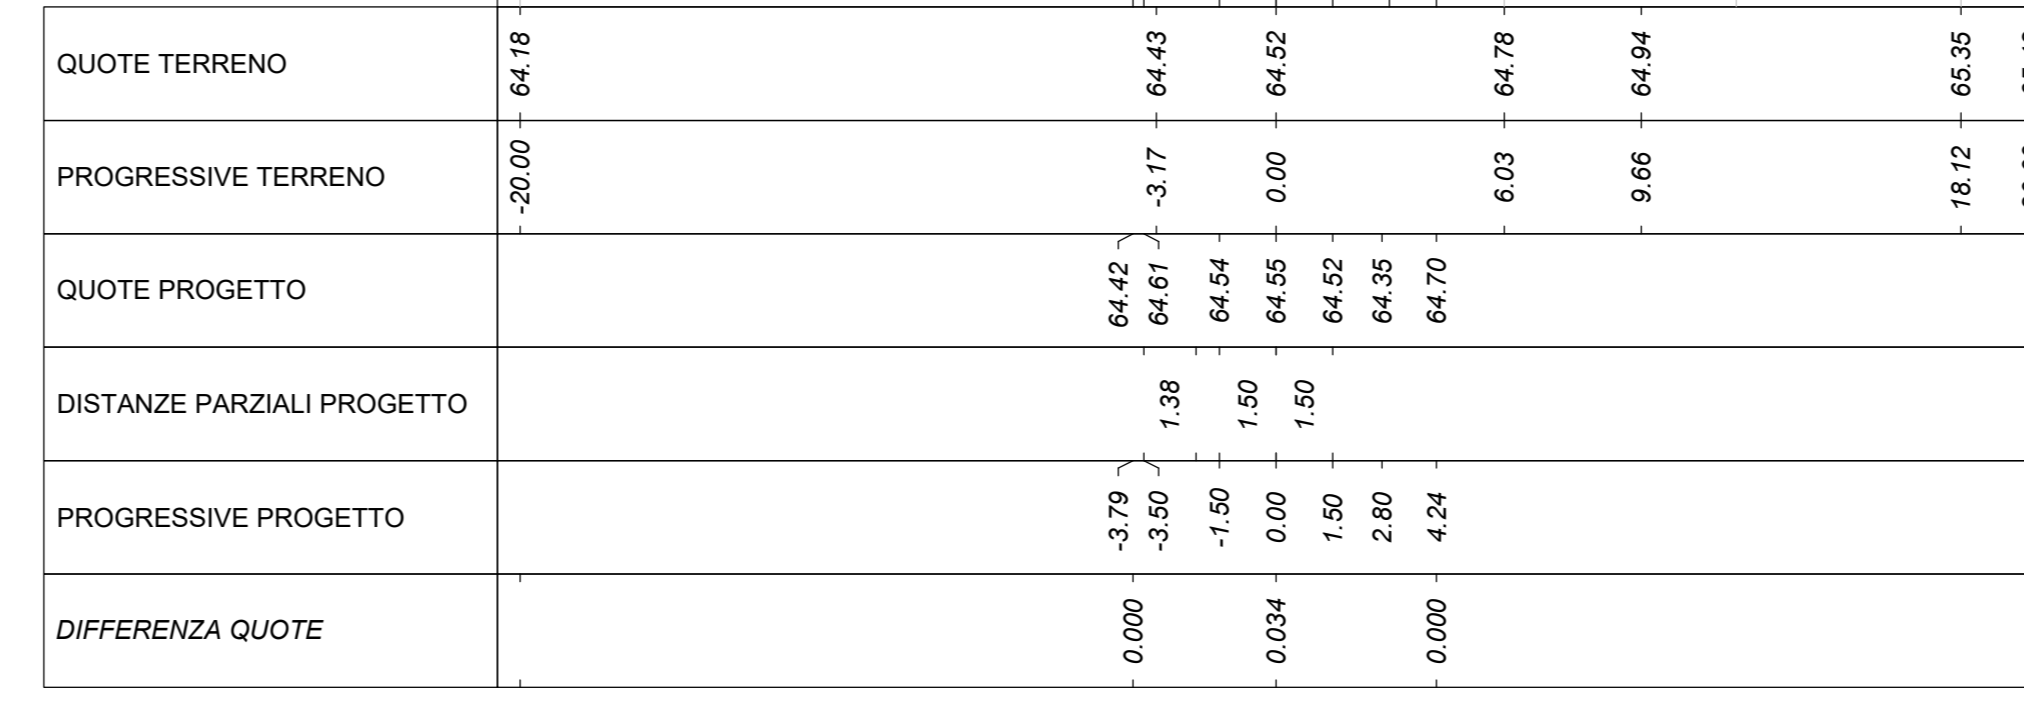 QUOTE TERRENO 64.18 64.43 64.52 64.78 64.94 65.35
PROGRESSIVE TERRENO -20.00 -3.17 0.00 6.03 9.66 18.12
QUOTE PROGETTO 64.42 64.61 64.54 64.55 64.52 64.35 64.70
DISTANZE PARZIALI PROGETTO 1.38 1.50 1.50
PROGRESSIVE PROGETTO -3.79 -3.50 -1.50 0.00 1.50 2.80 4.24
DIFFERENZA QUOTE 0.000 0.034 0.000